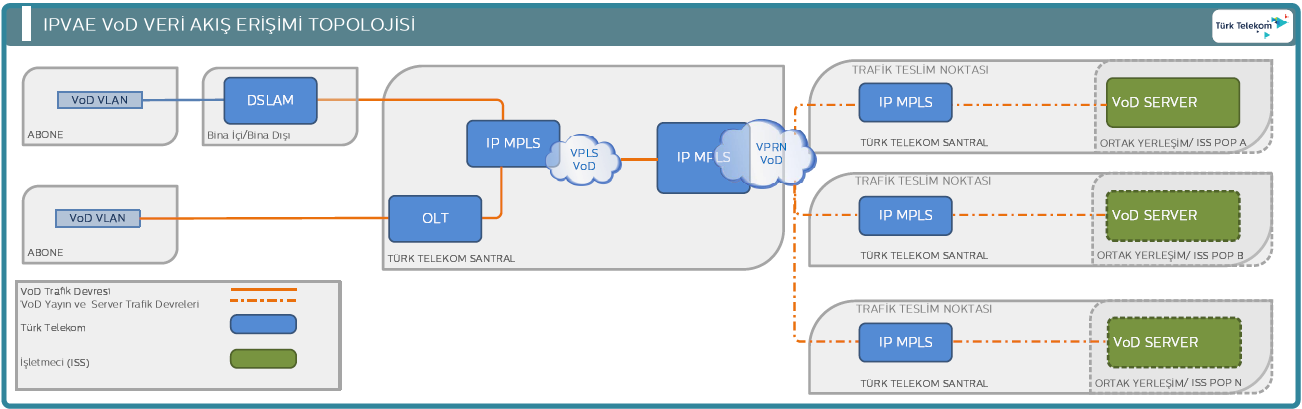 IPVAE VoD VERİ AKIŞ ERİŞİMİ TOPOLOJİSİ
Türk Telekom
VoD VLAN
ABONE
DSLAM
Bina İçi/Bina Dışı
VoD VLAN
ABONE
IP MPLS
VPLS
VoD
OLT
IP MPLS
VPRN
VoD
TÜRK TELEKOM SANTRAL
TRAFİK TESLİM NOKTASI
IP MPLS
TÜRK TELEKOM SANTRAL
VoD SERVER
ORTAK YERLEŞİM/ ISS POP A
TRAFİK TESLİM NOKTASI
IP MPLS
TÜRK TELEKOM SANTRAL
VoD SERVER
ORTAK YERLEŞİM/ ISS POP B
TRAFİK TESLİM NOKTASI
IP MPLS
TÜRK TELEKOM SANTRAL
VoD SERVER
ORTAK YERLEŞİM/ ISS POP N
VoD Trafik Devresi
VoD Yayın ve Server Trafik Devreleri
Türk Telekom
İşletmeci (ISS)